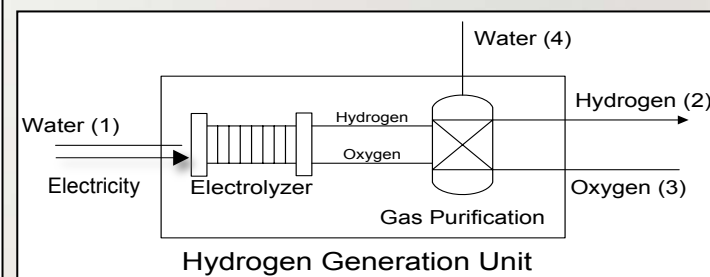 Water (4)
Hydrogen (2)
Hydrogen
Water (1)
Oxygen
Electricity
Electrolyzer
Oxygen (3)
Gas Purification
Hydrogen Generation Unit